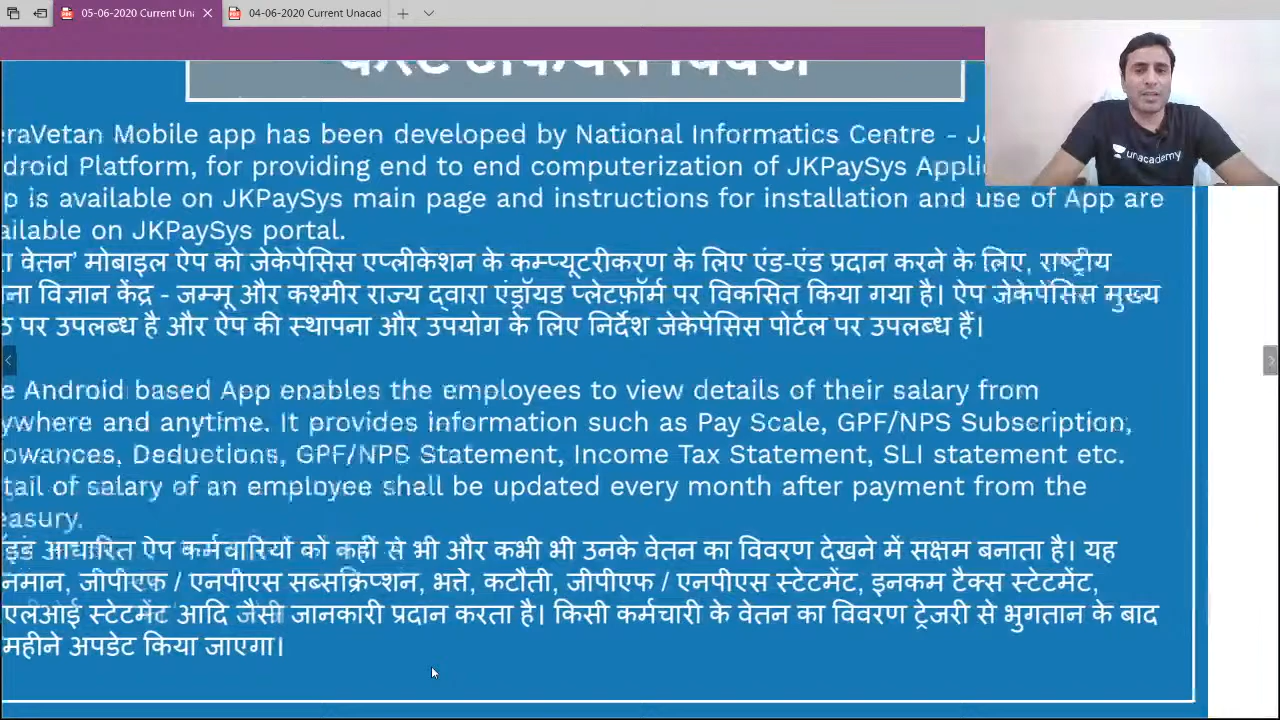 05-06-2020 Current Una
04-06-2020 Current Unacad
unacademy
eraVetan Mobile app has been developed by National Informatics Centre - J
droid Platform, for providing end to end computerization of JKPaySys Appli
p is available on JKPaySys main page and instructions for installation and use of App are
ailable on JKPaySys portal.
वेतन' मोबाइल ऐप को जेकेपेसिस एप्लीकेशन के कम्प्यूटरीकरण के लिए एंड-एंड प्रदान करने के लिए, राष्ट्रीय
ना विज्ञान केंद्र - जम्मू और कश्मीर राज्य द्वारा एंड्रॉयड प्लेटफ़ॉर्म पर विकसित किया गया है। ऐप जेकेपेसिस मुख्य
पर उपलब्ध है और ऐप की स्थापना और उपयोग के लिए निर्देश जेकेपेसिस पोर्टल पर उपलब्ध हैं।
e Android based App enables the employees to view details of their salary from
ywhere and anytime. It provides information such as Pay Scale, GPF/NPS Subscription,
owances, Deductions, GPF/NPS Statement, Income Tax Statement, SLI statement etc.
tail of salary of an employee shall be updated every month after payment from the
easury.
आधारित ऐप कर्मचारियों को कहीं से भी और कभी भी उनके वेतन का विवरण देखने में सक्षम बनाता है। यह
नमान, जीपीएफ / एनपीएस सब्सक्रिप्शन, भत्ते, कटौती, जीपीएफ / एनपीएस स्टेटमेंट, इनकम टैक्स स्टेटमेंट,
एलआई स्टेटमेंट आदि जैसी जानकारी प्रदान करता है। किसी कर्मचारी के वेतन का विवरण ट्रेजरी से भुगतान के बाद
महीने अपडेट किया जाएगा।